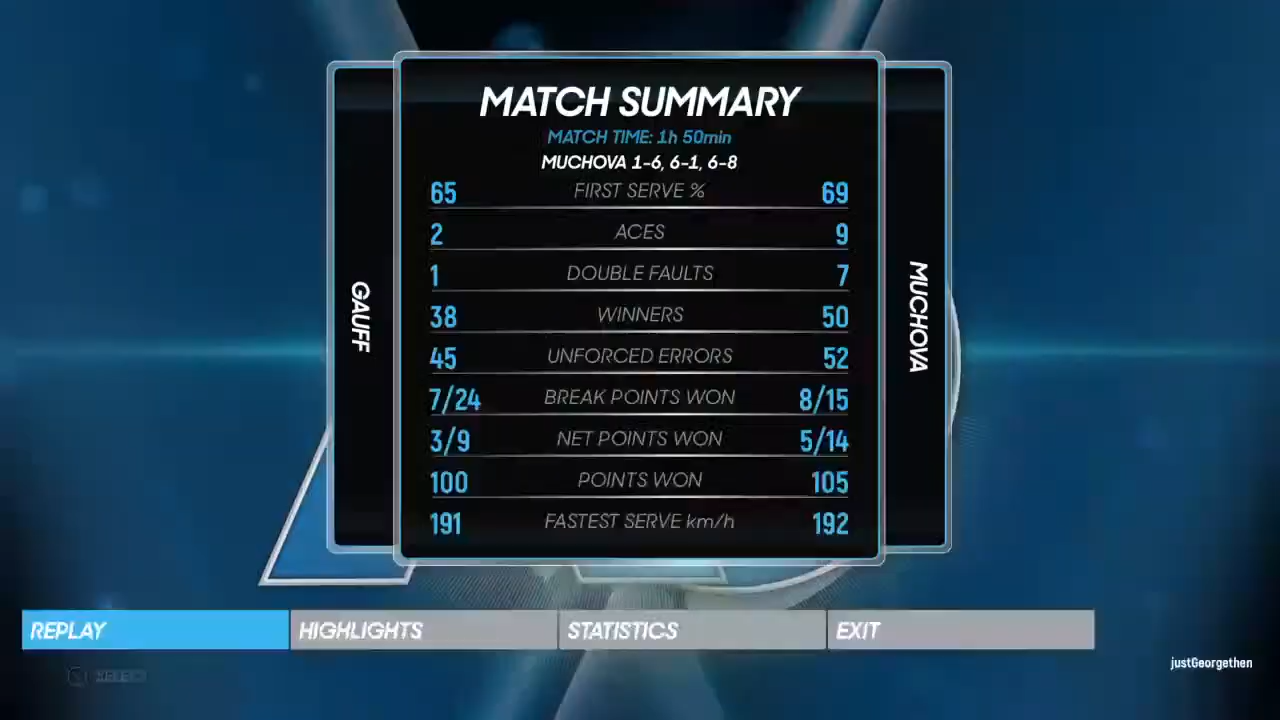 MATCH SUMMARY
MATCH TIME: 1h 50min
MUCHOVA 1-6, 6-1, 6-8
65 FIRST SERVE % 69
2 ACES 9
1 DOUBLE FAULTS 7
38 WINNERS 50
45 UNFORCED ERRORS 52
7/24 BREAK POINTS WON 8/15
3/9 NET POINTS WON 5/14
100 POINTS WON 105
191 FASTEST SERVE km/h 192
GAUFF
MUCHOVA
REPLAY
HIGHLIGHTS
STATISTICS
EXIT
justGeorgethen